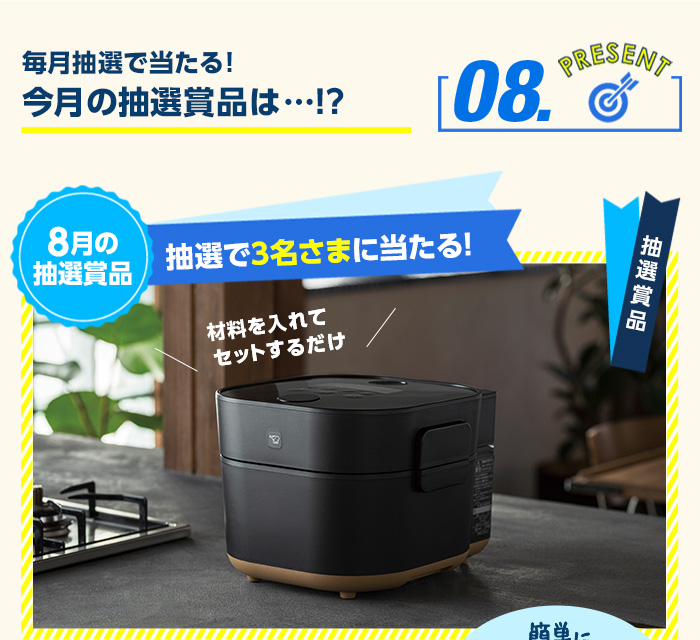 毎月抽選で当たる!
今月の抽選賞品は…!?
08.
PRESENT
8月の
抽選賞品
抽選で3名さまに当たる!
抽選賞品
材料を入れて
セットするだけ
簡単に